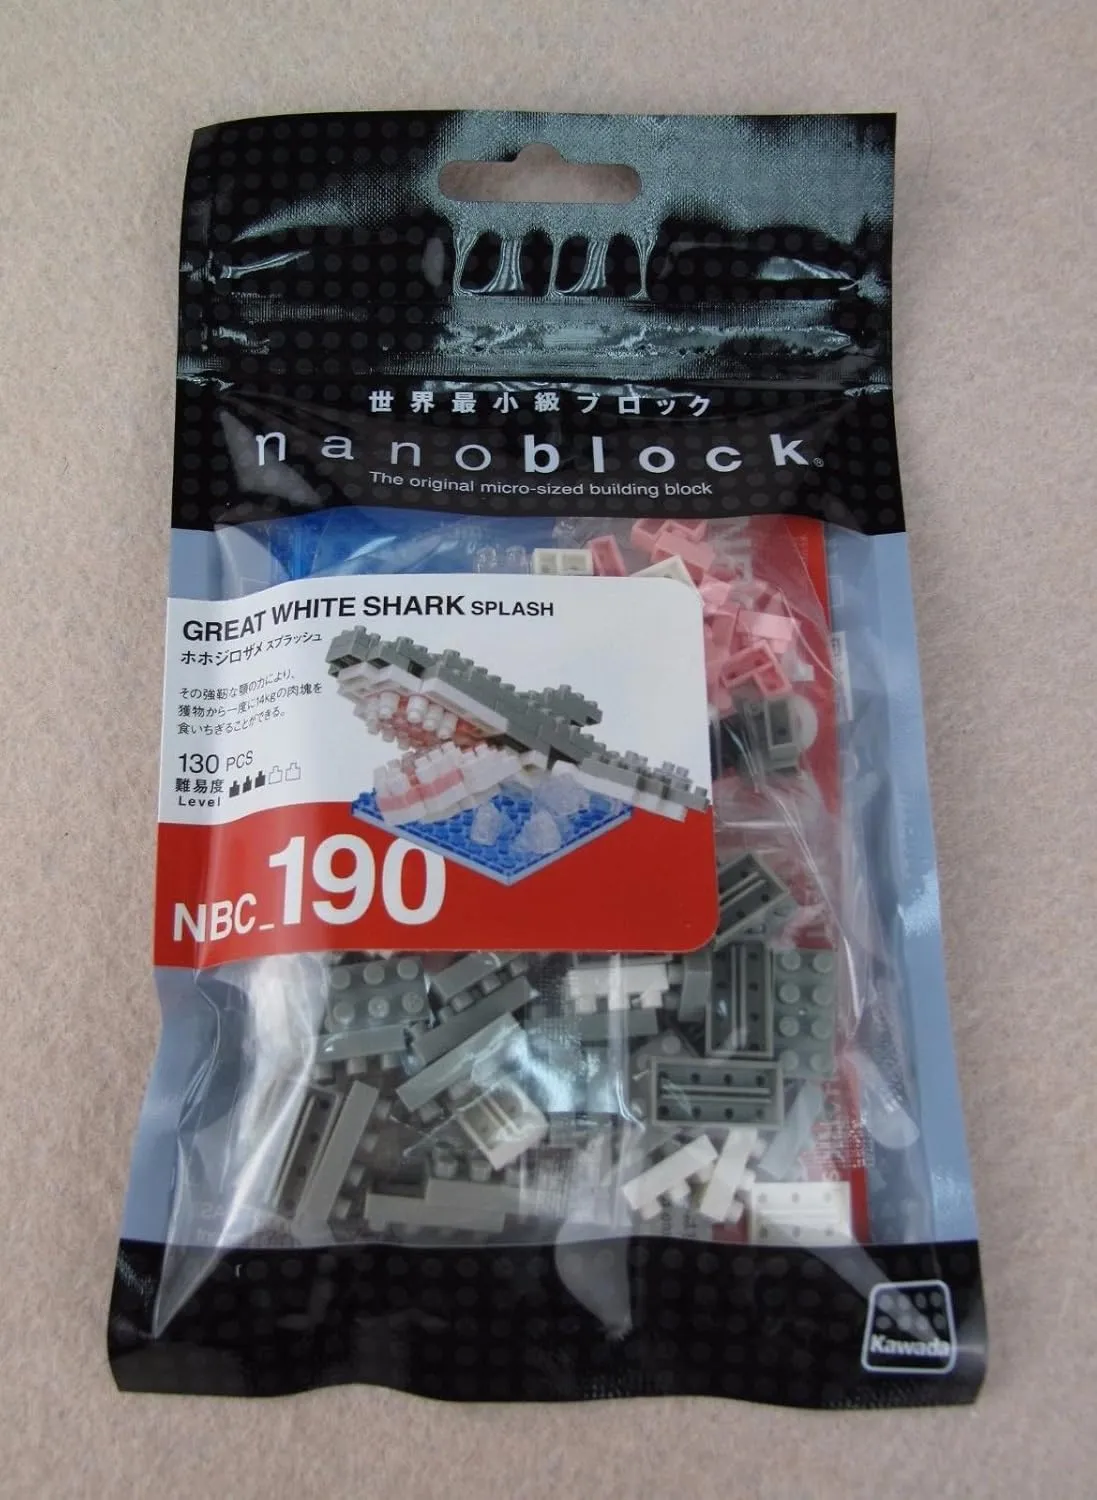 世界最小級ブロック
nanoblock®
The original micro-sized building block
GREAT WHITE SHARK SPLASH
ホホジロザメ スプラッシュ
その強靭な顎の力により、
獲物から一度に14kgの肉塊を
食いちぎることができる。
130 PCS
難易度
Level
NBC_190
Kawada